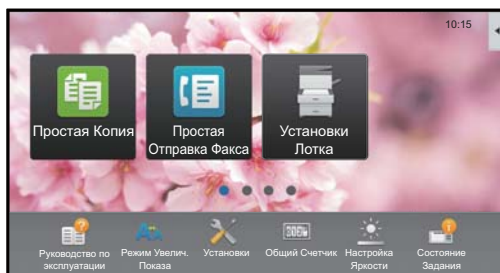 10:15
Простая Копия
Простая
Отправка Факса
Установки
Лотка
Руководство по
эксплуатации
Режим Увелич.
Показа
Установки
Общий Счетчик
Настройка
Яркости
Состояние
Задания